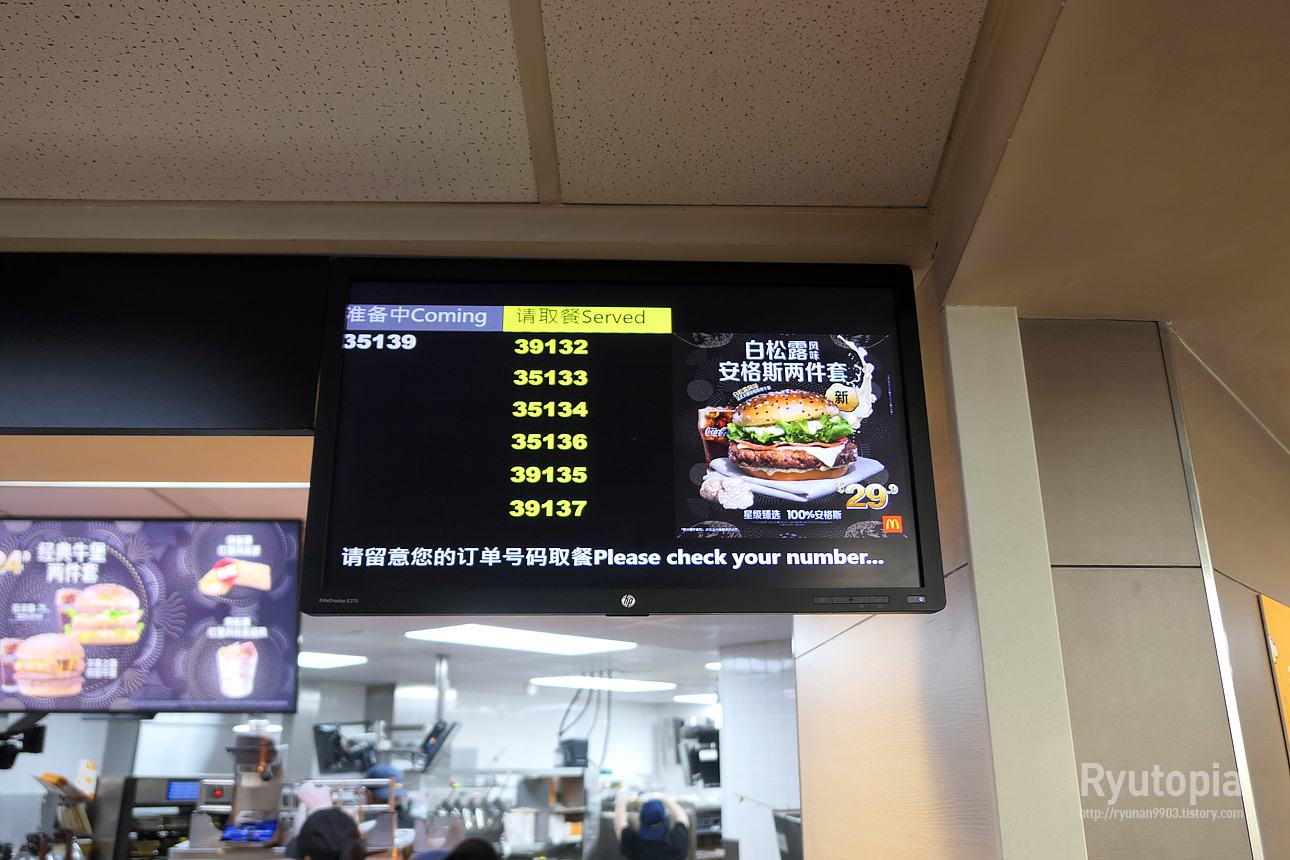 准备中Coming
请取餐Served
35139
39132
35133
35134
35136
39135
39137
白松露风味
安格斯两件套
新
¥29.9
星级臻选 100%安格斯
请留意您的订单号码取餐Please check your number...
hp
经典牛堡
两件套
Ryutopia
http://ryunan9903.tistory.com